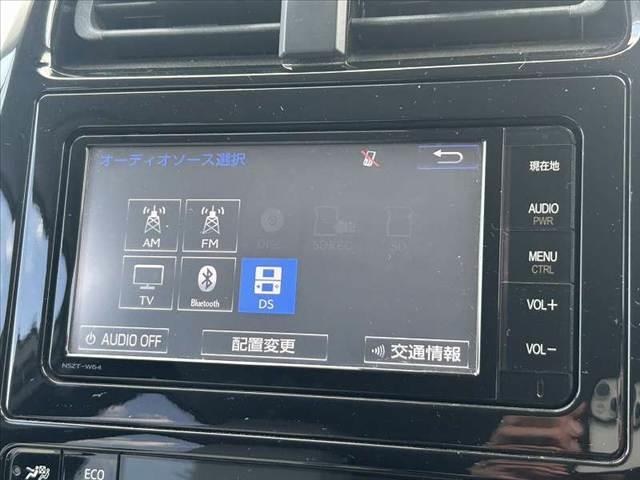 オーディオソース選択
現在地
AM
FM
Disc
SD REC
SD
AUDIO
PWR
TV
Bluetooth
DS
MENU
CTRL
VOL+
AUDIO OFF
配置変更
交通情報
VOL−
NSZT-W64
ECO